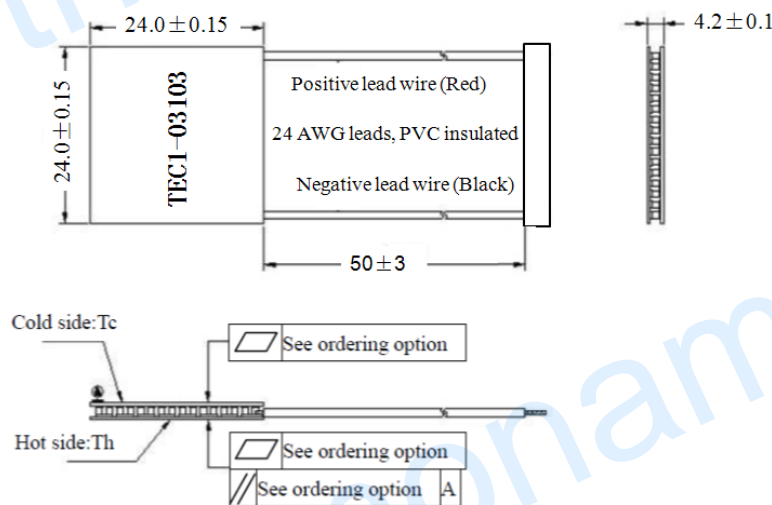 24.0±0.15
4.2±0.1
24.0±0.15
TEC1-03103
Positive lead wire (Red)
24 AWG leads, PVC insulated
Negative lead wire (Black)
50±3
Cold side:Tc
See ordering option
Hot side:Th
See ordering option
See ordering option A